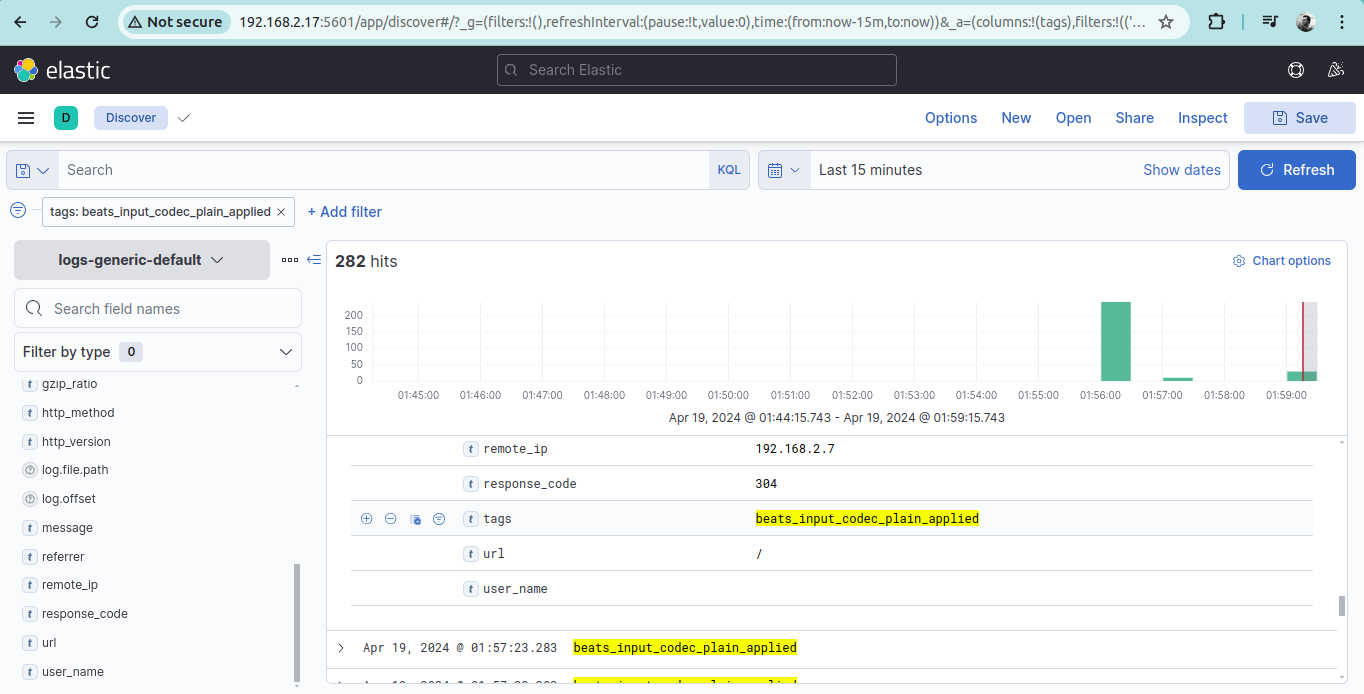 Not secure 192.168.2.17:5601/app/discover#/?_g=(filters:!(),refreshInterval:(pause:!t,value:0),time:(from:now-15m,to:now))&_a=(columns:!(tags),filters:!(('...
elastic Search Elastic
D Discover Options New Open Share Inspect Save
Search KQL Last 15 minutes Show dates Refresh
tags: beats_input_codec_plain_applied × + Add filter
logs-generic-default
Search field names
Filter by type 0
t gzip_ratio
t http_method
t http_version
? log.file.path
? log.offset
t message
t referrer
t remote_ip
t response_code
t url
t user_name
282 hits Chart options
200
150
100
50
0
01:45:00 01:46:00 01:47:00 01:48:00 01:49:00 01:50:00 01:51:00 01:52:00 01:53:00 01:54:00 01:55:00 01:56:00 01:57:00 01:58:00 01:59:00
Apr 19, 2024 @ 01:44:15.743 - Apr 19, 2024 @ 01:59:15.743
t remote_ip 192.168.2.7
t response_code 304
t tags beats_input_codec_plain_applied
t url /
t user_name
Apr 19, 2024 @ 01:57:23.283 beats_input_codec_plain_applied